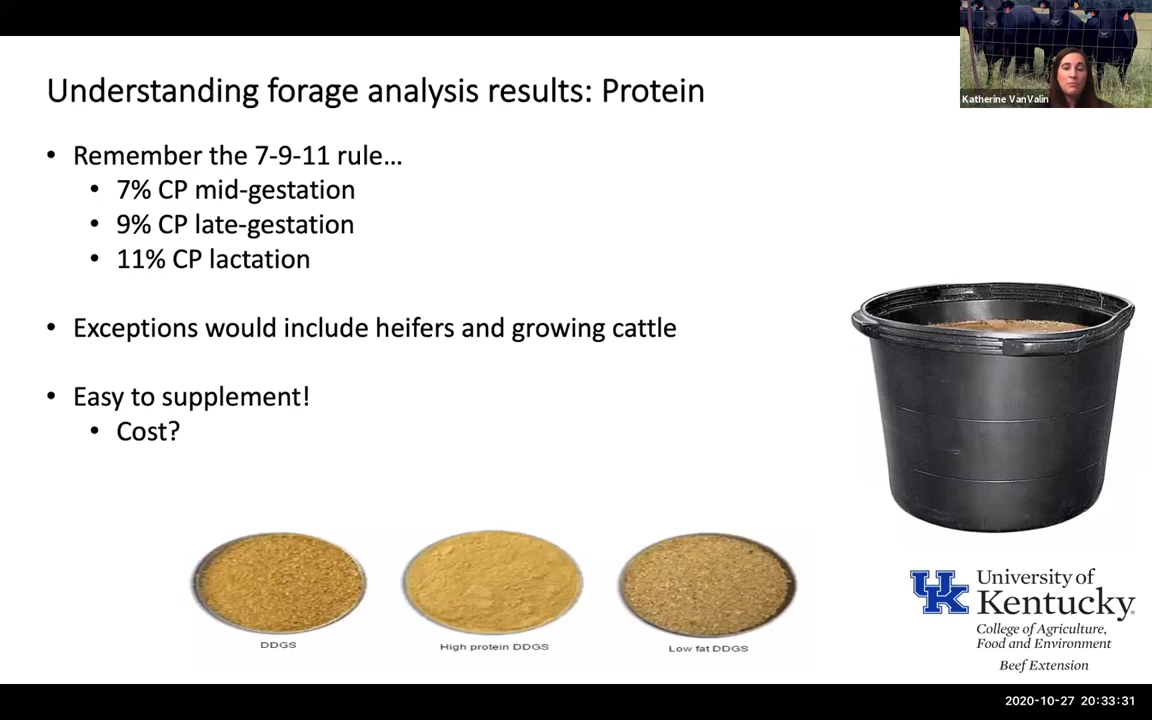 Katherine VanValin
Understanding forage analysis results: Protein
• Remember the 7-9-11 rule…
• 7% CP mid-gestation
• 9% CP late-gestation
• 11% CP lactation
• Exceptions would include heifers and growing cattle
• Easy to supplement!
• Cost?
DDGS
High protein DDGS
Low fat DDGS
UK
University of
Kentucky
College of Agriculture,
Food and Environment
Beef Extension
2020-10-27 20:33:31